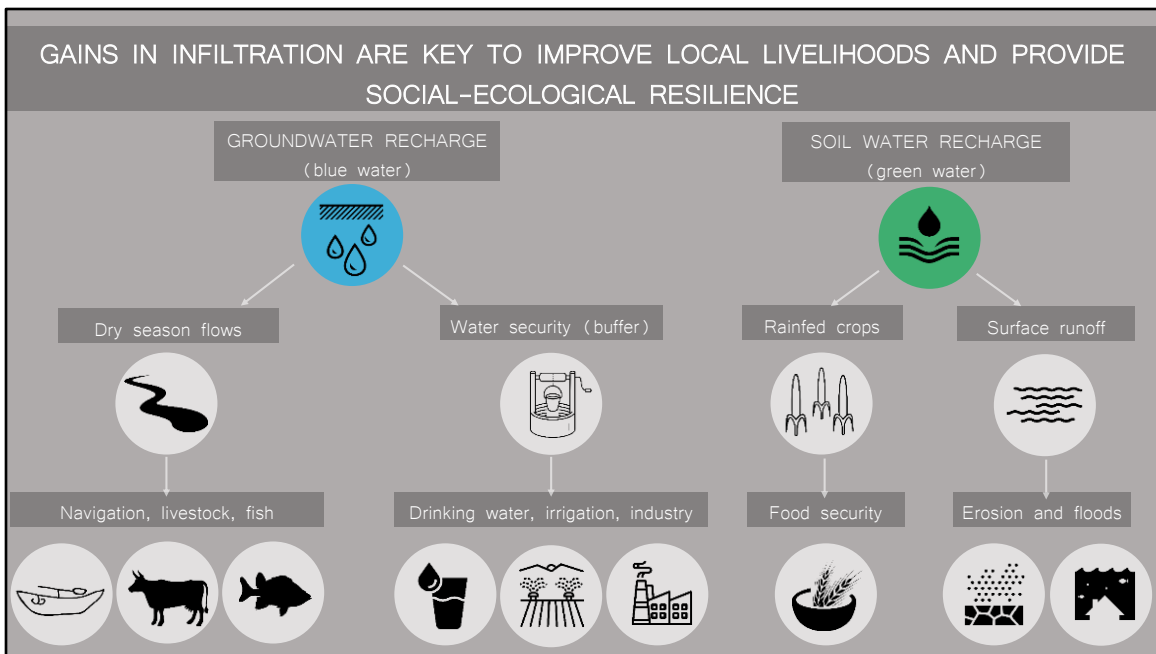 GAINS IN INFILTRATION ARE KEY TO IMPROVE LOCAL LIVELIHOODS AND PROVIDE
SOCIAL-ECOLOGICAL RESILIENCE
GROUNDWATER RECHARGE
(blue water)
SOIL WATER RECHARGE
(green water)
Dry season flows
Water security (buffer)
Rainfed crops
Surface runoff
Navigation, livestock, fish
Drinking water, irrigation, industry
Food security
Erosion and floods